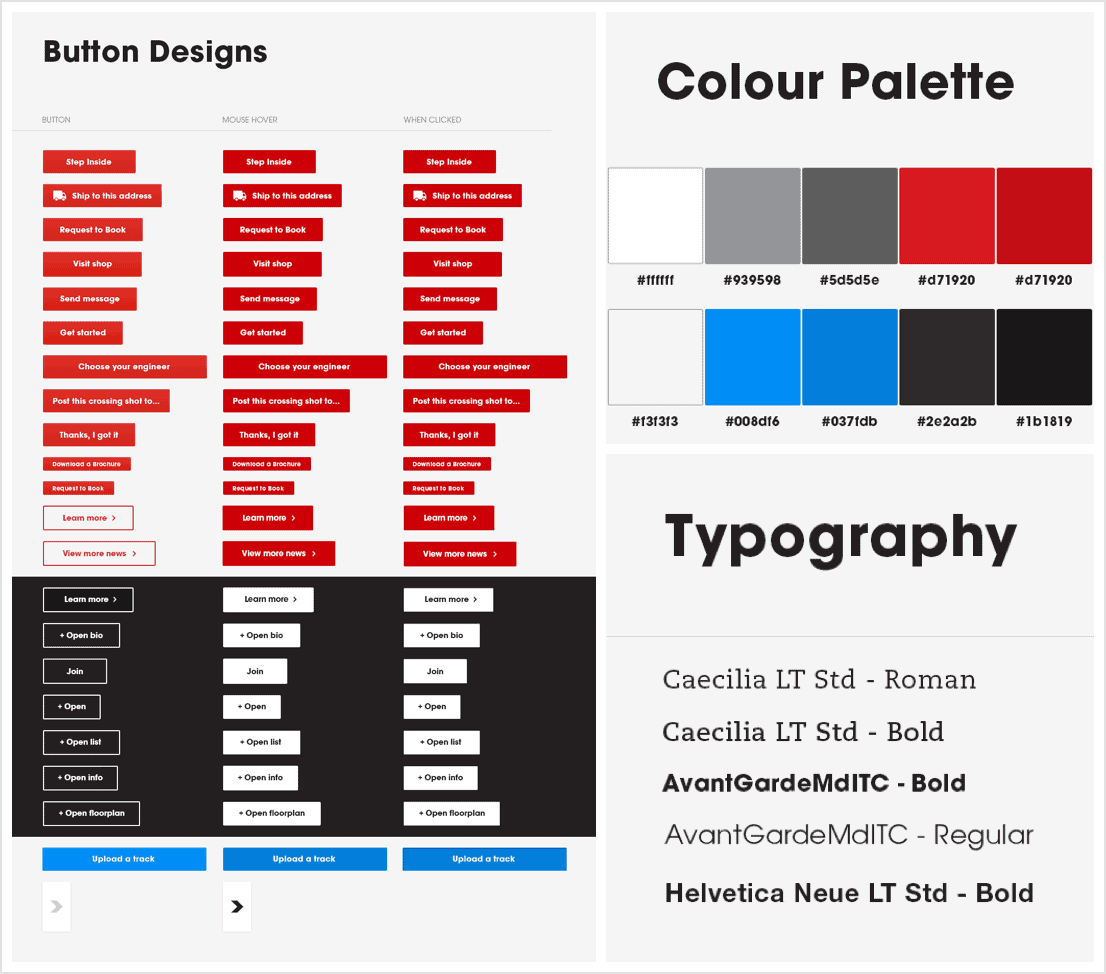 Button Designs
BUTTON MOUSE HOVER WHEN CLICKED
Step Inside Step Inside Step Inside
Ship to this address Ship to this address Ship to this address
Request to Book Request to Book Request to Book
Visit shop Visit shop Visit shop
Send message Send message Send message
Get started Get started Get started
Choose your engineer Choose your engineer Choose your engineer
Post this crossing shot to... Post this crossing shot to... Post this crossing shot to...
Thanks, I got it Thanks, I got it Thanks, I got it
Download a Brochure Download a Brochure Download a Brochure
Request to Book Request to Book Request to Book
Learn more › Learn more › Learn more ›
View more news › View more news › View more news ›
Learn more › Learn more › Learn more ›
+ Open bio + Open bio + Open bio
Join Join Join
+ Open + Open + Open
+ Open list + Open list + Open list
+ Open info + Open info + Open info
+ Open floorplan + Open floorplan + Open floorplan
Upload a track Upload a track Upload a track
Colour Palette
#ffffff #939598 #5d5d5e #d71920 #d71920
#f3f3f3 #008df6 #037fdb #2e2a2b #1b1819
Typography
Caecilia LT Std - Roman
Caecilia LT Std - Bold
AvantGardeMdITC - Bold
AvantGardeMdITC - Regular
Helvetica Neue LT Std - Bold